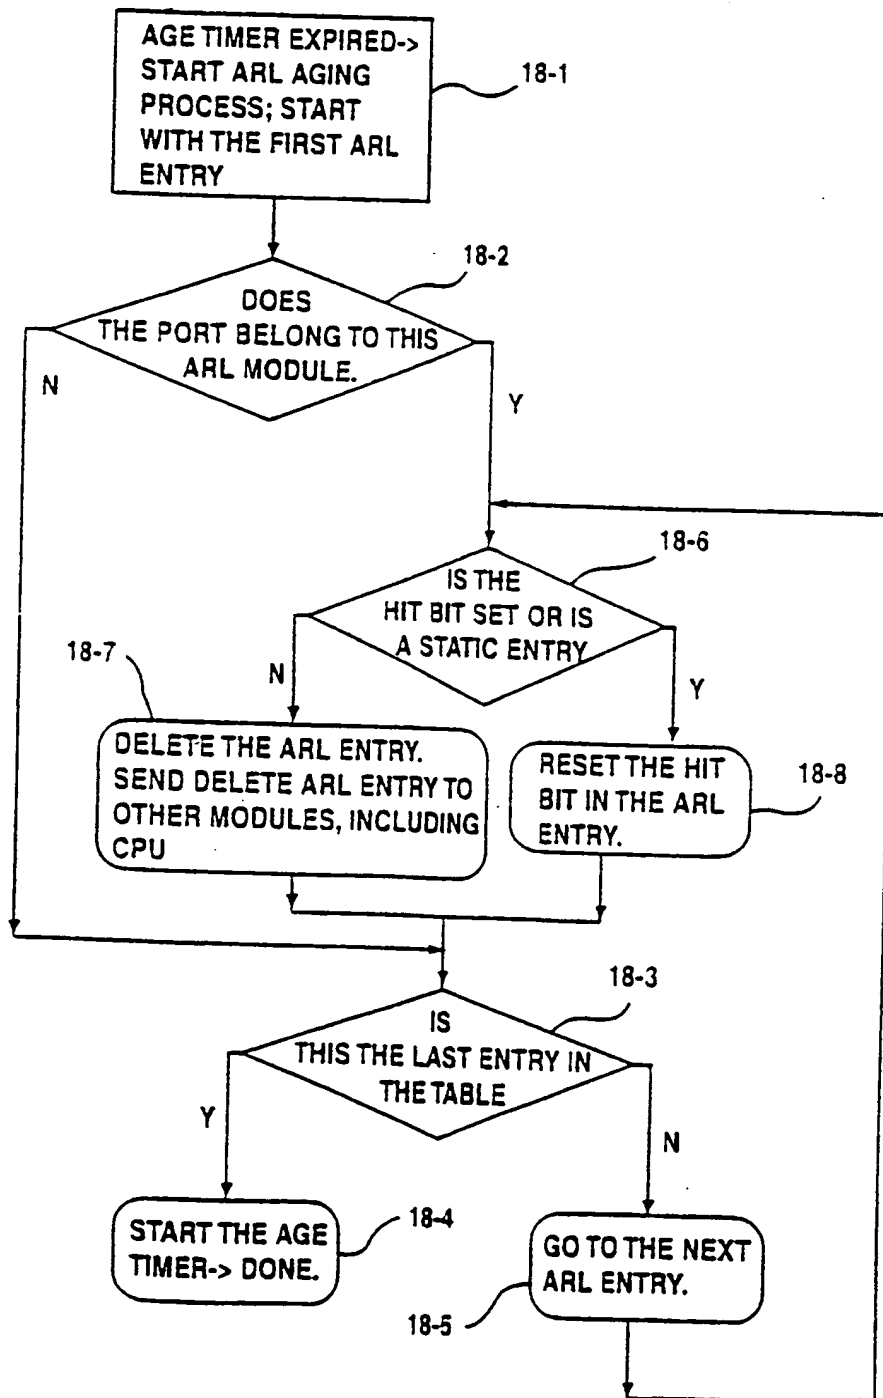 AGE TIMER EXPIRED->
START ARL AGING
PROCESS; START
WITH THE FIRST ARL
ENTRY
18-1
18-2
DOES
THE PORT BELONG TO THIS
ARL MODULE.
N
Y
18-6
IS THE
HIT BIT SET OR IS
A STATIC ENTRY
18-7
N
Y
DELETE THE ARL ENTRY.
SEND DELETE ARL ENTRY TO
OTHER MODULES, INCLUDING
CPU
RESET THE HIT
BIT IN THE ARL
ENTRY.
18-8
18-3
IS
THIS THE LAST ENTRY IN
THE TABLE
Y
N
START THE AGE
TIMER-> DONE.
18-4
GO TO THE NEXT
ARL ENTRY.
18-5